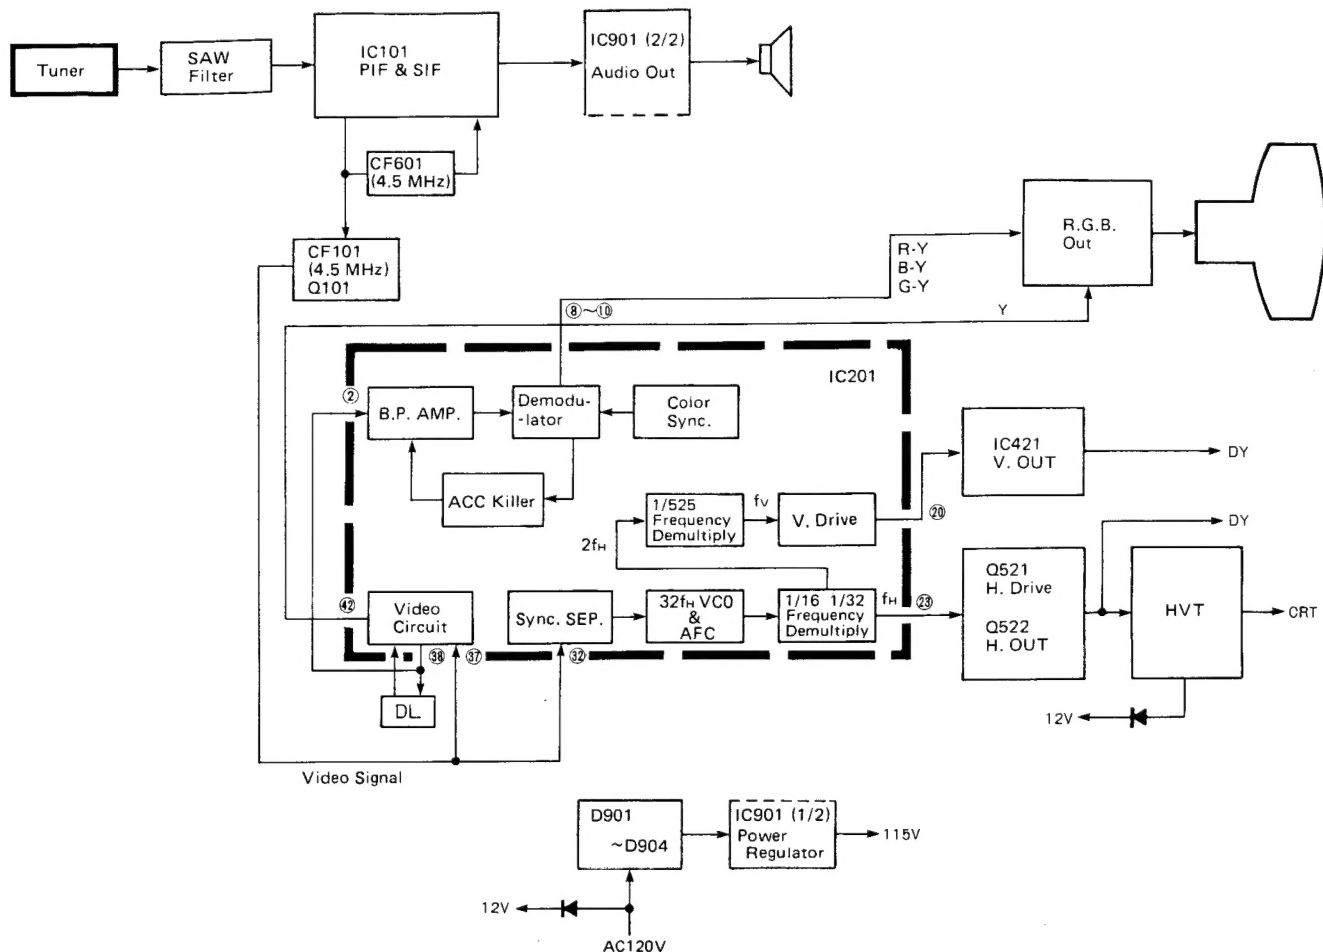 Tuner
SAW
Filter
IC101
PIF & SIF
IC901 (2/2)
Audio Out
CF601
(4.5 MHz)
CF101
(4.5 MHz)
Q101
R-Y
B-Y
G-Y
R.G.B.
Out
Y
⑧~⑩
IC201
②
B.P. AMP.
Demodu-
-lator
Color
Sync.
ACC Killer
1/525
Frequency
Demultiply
fV
V. Drive
⑳
IC421
V. OUT
DY
2fH
DY
㊷
Video
Circuit
Sync. SEP.
32fH VCO
&
AFC
1/16 1/32
Frequency
Demultiply
fH
㉓
Q521
H. Drive
Q522
H. OUT
HVT
CRT
㊳
㊲
㉜
DL
12V
Video Signal
D901
~D904
IC901 (1/2)
Power
Regulator
115V
12V
AC120V